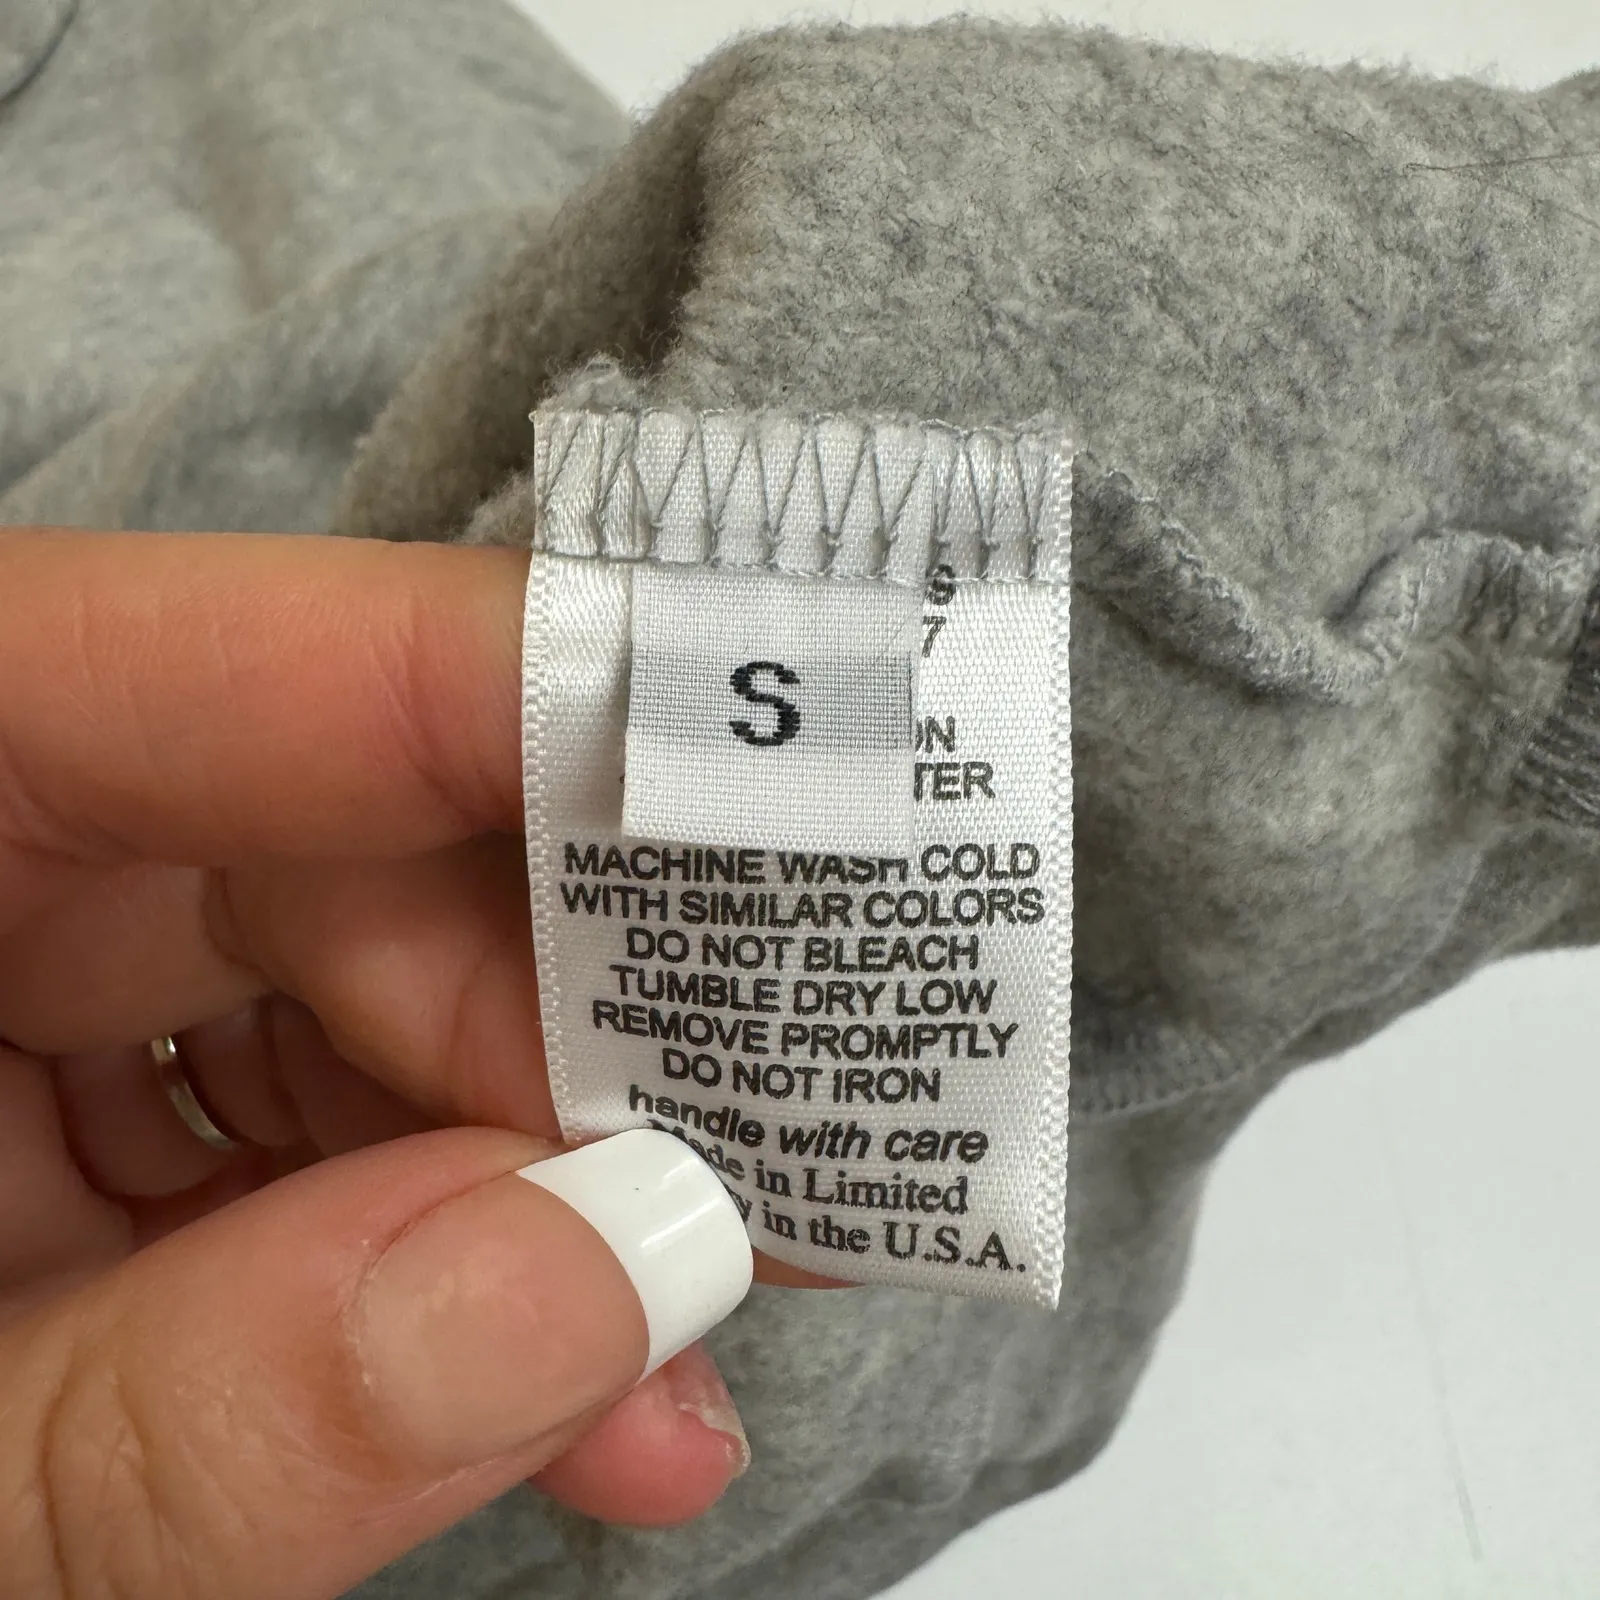 S
7
MACHINE WASH COLD
WITH SIMILAR COLORS
DO NOT BLEACH
TUMBLE DRY LOW
REMOVE PROMPTLY
DO NOT IRON
handle with care
Made in Limited
in the U.S.A.